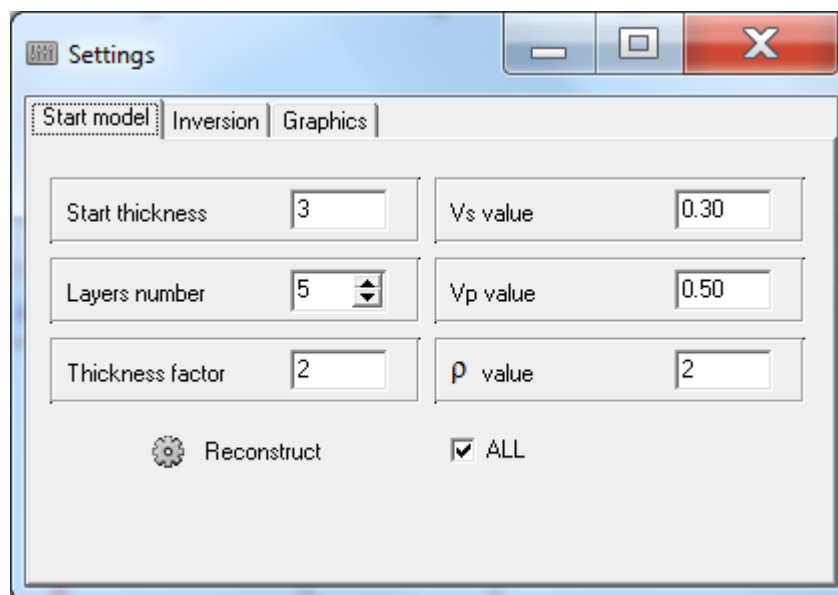 Settings
Start model Inversion Graphics
Start thickness 3 Vs value 0.30
Layers number 5 Vp value 0.50
Thickness factor 2 ρ value 2
Reconstruct ALL